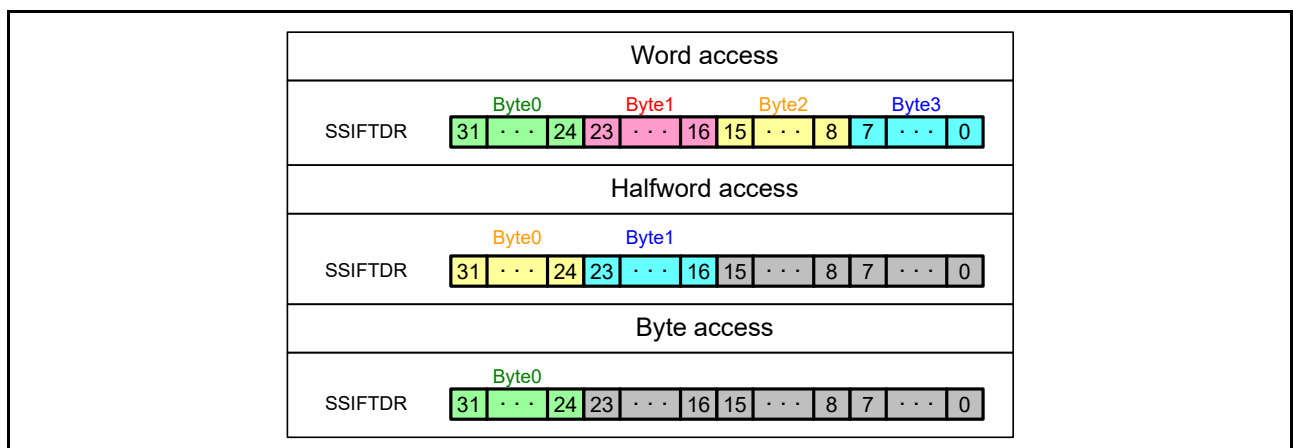 Word access
Byte0 Byte1 Byte2 Byte3
SSIFTDR 31 · · · 24 23 · · · 16 15 · · · 8 7 · · · 0
Halfword access
Byte0 Byte1
SSIFTDR 31 · · · 24 23 · · · 16 15 · · · 8 7 · · · 0
Byte access
Byte0
SSIFTDR 31 · · · 24 23 · · · 16 15 · · · 8 7 · · · 0